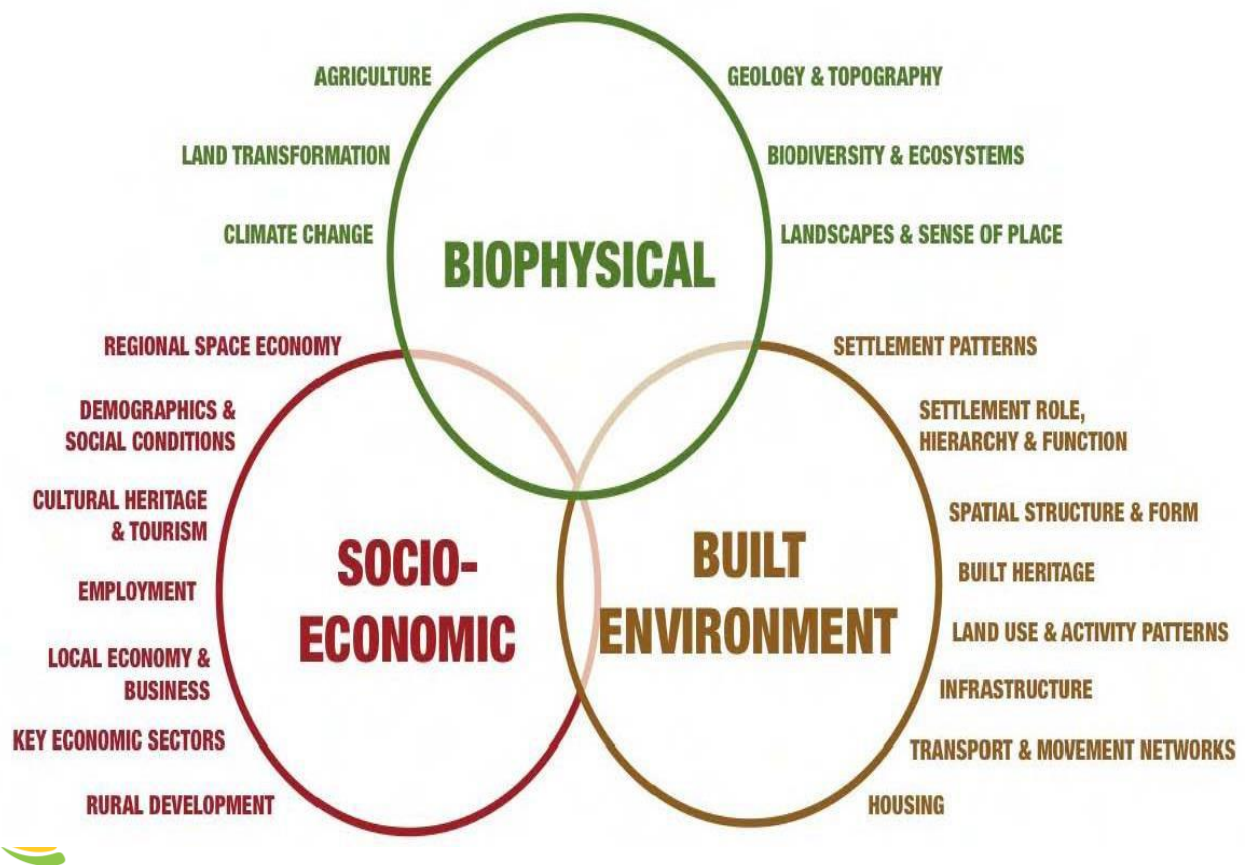 AGRICULTURE
GEOLOGY & TOPOGRAPHY
LAND TRANSFORMATION
BIODIVERSITY & ECOSYSTEMS
CLIMATE CHANGE
LANDSCAPES & SENSE OF PLACE
BIOPHYSICAL
REGIONAL SPACE ECONOMY
DEMOGRAPHICS &
SOCIAL CONDITIONS
CULTURAL HERITAGE
& TOURISM
EMPLOYMENT
LOCAL ECONOMY &
BUSINESS
KEY ECONOMIC SECTORS
RURAL DEVELOPMENT
SOCIO-
ECONOMIC
BUILT
ENVIRONMENT
SETTLEMENT PATTERNS
SETTLEMENT ROLE,
HIERARCHY & FUNCTION
SPATIAL STRUCTURE & FORM
BUILT HERITAGE
LAND USE & ACTIVITY PATTERNS
INFRASTRUCTURE
TRANSPORT & MOVEMENT NETWORKS
HOUSING